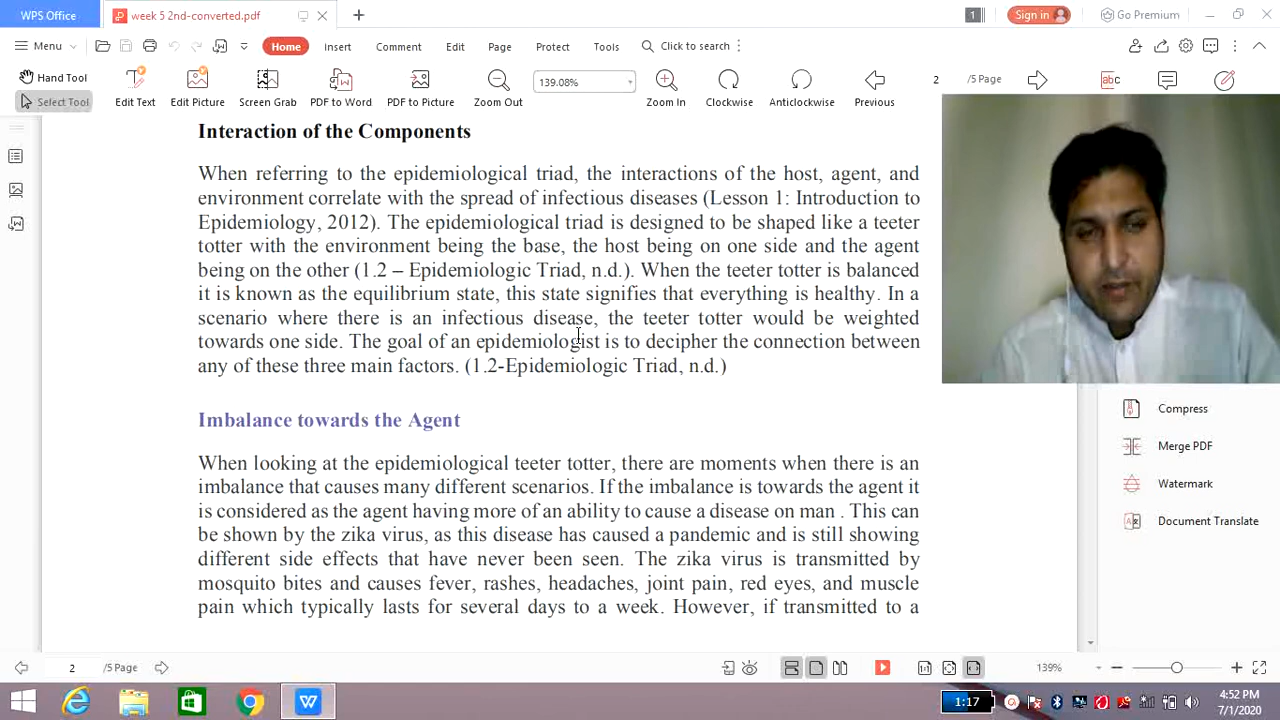 WPS Office
week 5 2nd-converted.pdf
1
Sign in
Go Premium
Menu
Home
Insert
Comment
Edit
Page
Protect
Tools
Click to search
Hand Tool
Select Tool
Edit Text
Edit Picture
Screen Grab
PDF to Word
PDF to Picture
Zoom Out
139.08%
Zoom In
Clockwise
Anticlockwise
Previous
2
/5 Page
abc
Interaction of the Components
When referring to the epidemiological triad, the interactions of the host, agent, and
environment correlate with the spread of infectious diseases (Lesson 1: Introduction to
Epidemiology, 2012). The epidemiological triad is designed to be shaped like a teeter
totter with the environment being the base, the host being on one side and the agent
being on the other (1.2 – Epidemiologic Triad, n.d.). When the teeter totter is balanced
it is known as the equilibrium state, this state signifies that everything is healthy. In a
scenario where there is an infectious disease, the teeter totter would be weighted
towards one side. The goal of an epidemiologist is to decipher the connection between
any of these three main factors. (1.2-Epidemiologic Triad, n.d.)
Imbalance towards the Agent
When looking at the epidemiological teeter totter, there are moments when there is an
imbalance that causes many different scenarios. If the imbalance is towards the agent it
is considered as the agent having more of an ability to cause a disease on man . This can
be shown by the zika virus, as this disease has caused a pandemic and is still showing
different side effects that have never been seen. The zika virus is transmitted by
mosquito bites and causes fever, rashes, headaches, joint pain, red eyes, and muscle
pain which typically lasts for several days to a week. However, if transmitted to a
Compress
Merge PDF
Watermark
Document Translate
2
/5 Page
139%
1:17
4:52 PM
7/1/2020